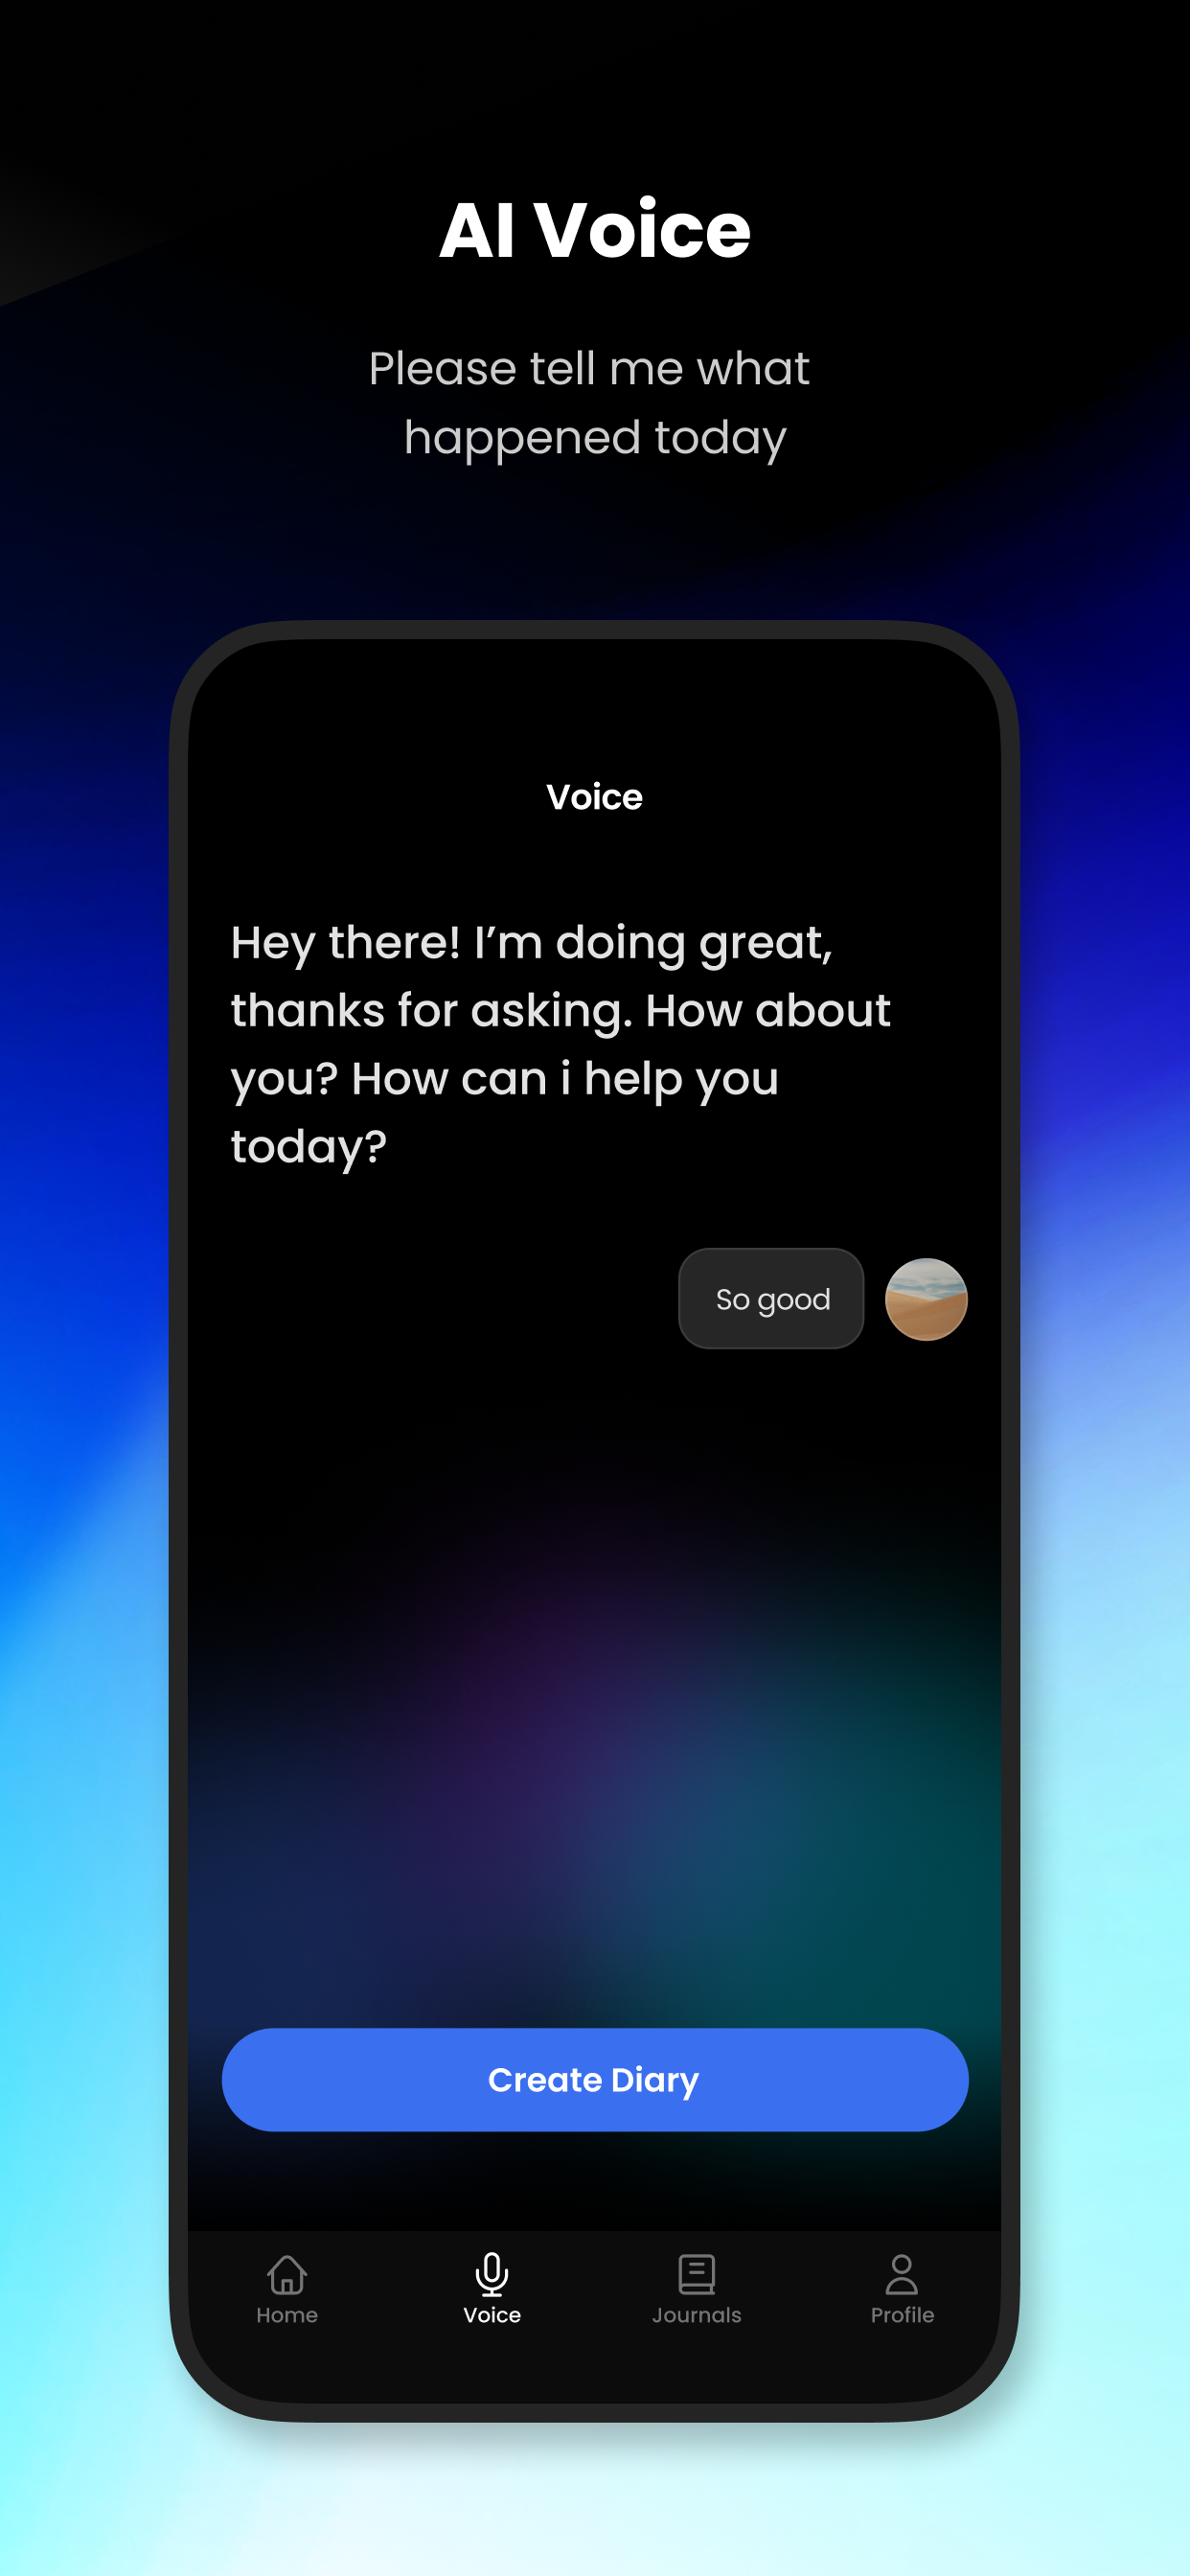 AI Voice
Please tell me what
happened today
Voice
Hey there! I’m doing great,
thanks for asking. How about
you? How can i help you
today?
So good
Create Diary
Home
Voice
Journals
Profile